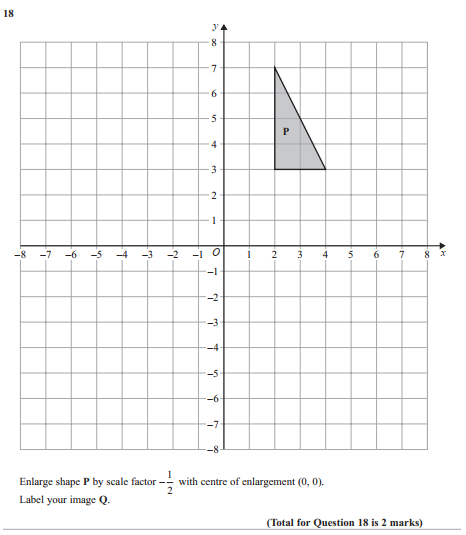 18
y
8
7
6
5
P
4
3
2
1
-8 -7 -6 -5 -4 -3 -2 -1 O 1 2 3 4 5 6 7 8 x
-1
-2
-3
-4
-5
-6
-7
-8
Enlarge shape P by scale factor -1/2 with centre of enlargement (0, 0).
Label your image Q.
(Total for Question 18 is 2 marks)